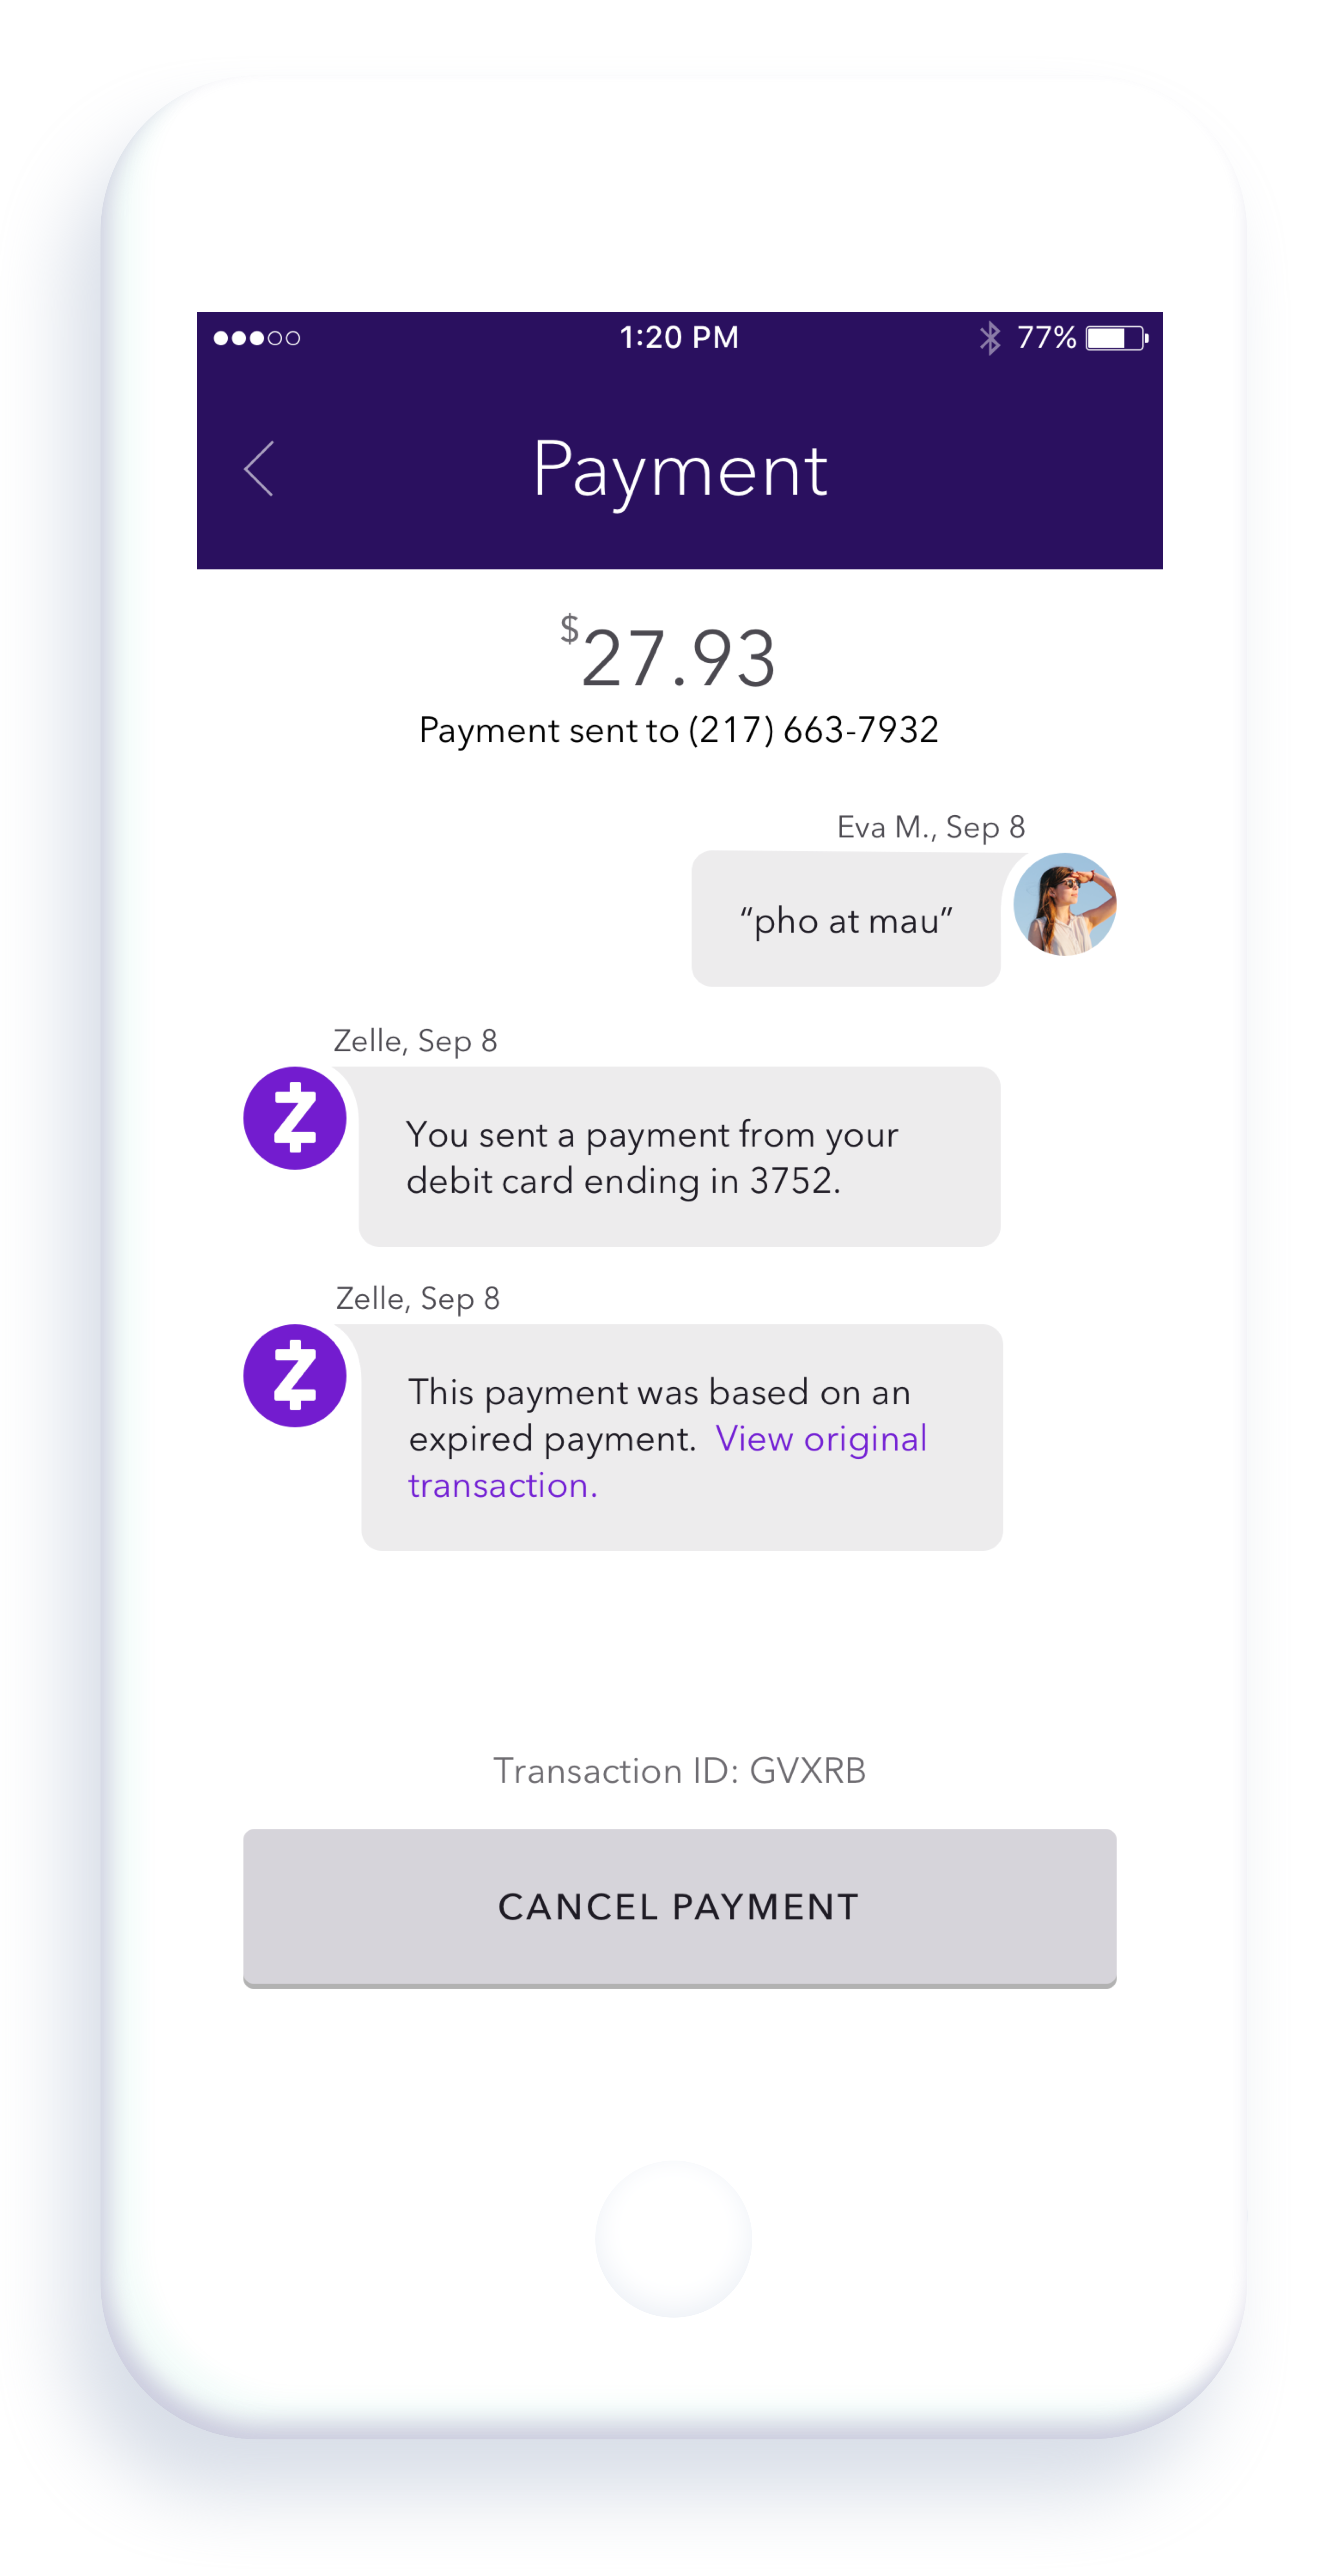 1:20 PM
77%
Payment
$27.93
Payment sent to (217) 663-7932
Eva M., Sep 8
“pho at mau”
Zelle, Sep 8
You sent a payment from your
debit card ending in 3752.
Zelle, Sep 8
This payment was based on an
expired payment. View original
transaction.
Transaction ID: GVXRB
CANCEL PAYMENT